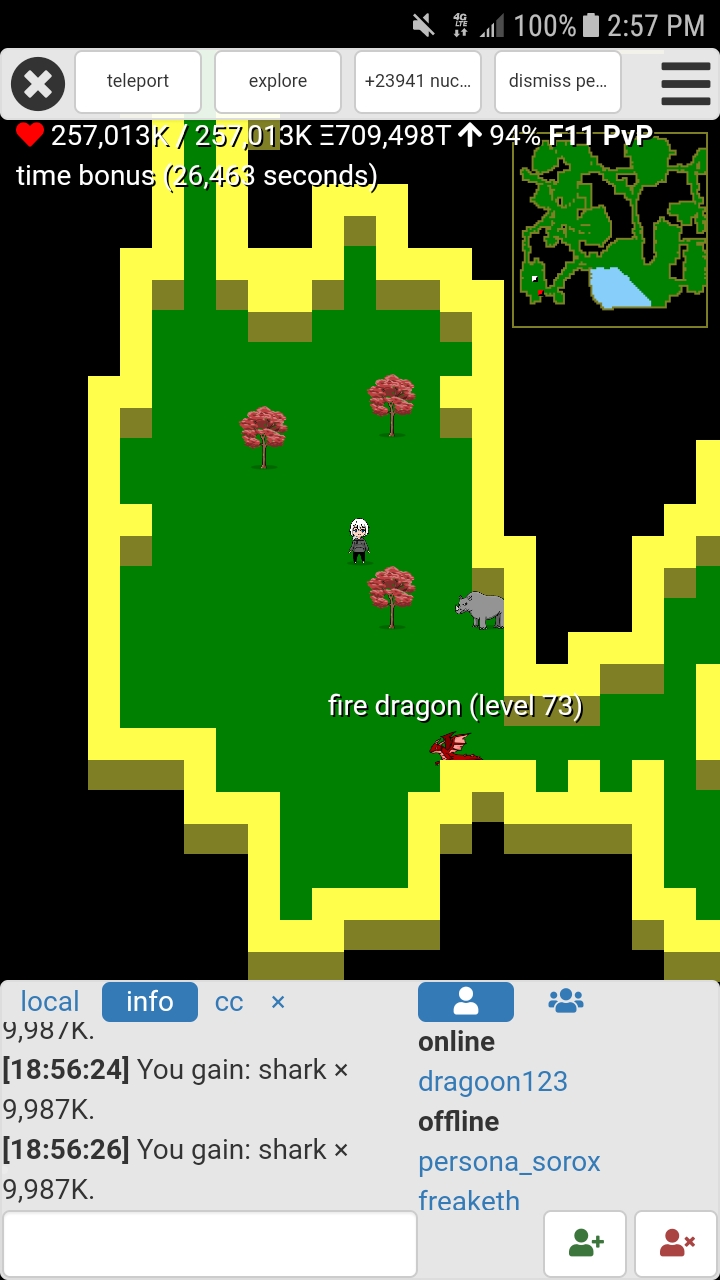 4G
LTE
100% 2:57 PM
teleport explore +23941 nuc... dismiss pe...
257,013K / 257,013K Ξ709,498T 94% F11 PvP
time bonus (26,463 seconds)
fire dragon (level 73)
local info cc ×
9,987K.
[18:56:24] You gain: shark ×
9,987K.
[18:56:26] You gain: shark ×
9,987K.
online
dragoon123
offline
persona_sorox
freaketh